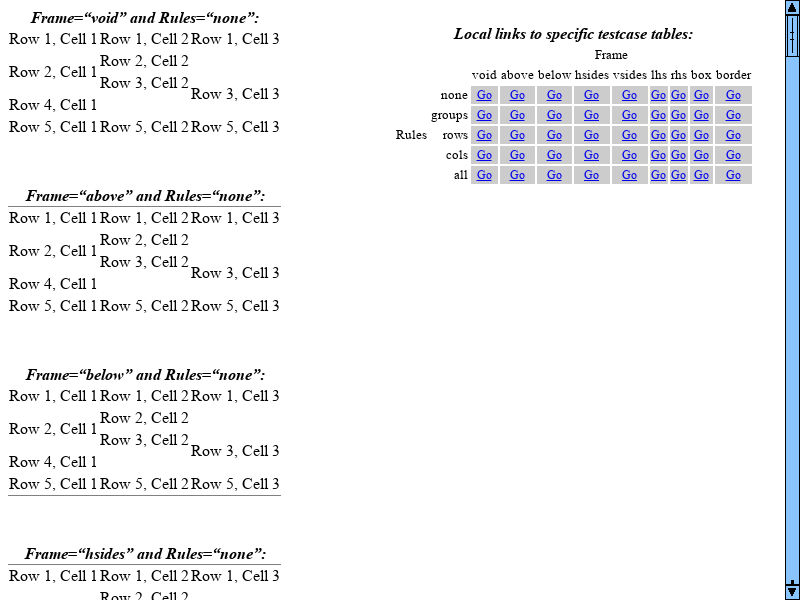 Frame=“void” and Rules=“none”:
Row 1, Cell 1 Row 1, Cell 2 Row 1, Cell 3
Row 2, Cell 2
Row 2, Cell 1
Row 3, Cell 2
Row 3, Cell 3
Row 4, Cell 1
Row 5, Cell 1 Row 5, Cell 2 Row 5, Cell 3
Frame=“above” and Rules=“none”:
Row 1, Cell 1 Row 1, Cell 2 Row 1, Cell 3
Row 2, Cell 2
Row 2, Cell 1
Row 3, Cell 2
Row 3, Cell 3
Row 4, Cell 1
Row 5, Cell 1 Row 5, Cell 2 Row 5, Cell 3
Frame=“below” and Rules=“none”:
Row 1, Cell 1 Row 1, Cell 2 Row 1, Cell 3
Row 2, Cell 2
Row 2, Cell 1
Row 3, Cell 2
Row 3, Cell 3
Row 4, Cell 1
Row 5, Cell 1 Row 5, Cell 2 Row 5, Cell 3
Frame=“hsides” and Rules=“none”:
Row 1, Cell 1 Row 1, Cell 2 Row 1, Cell 3
Row 2, Cell 2
Local links to specific testcase tables:
Frame
void above below hsides vsides lhs rhs box border
none Go Go Go Go Go Go Go Go Go
groups Go Go Go Go Go Go Go Go Go
Rules rows Go Go Go Go Go Go Go Go Go
cols Go Go Go Go Go Go Go Go Go
all Go Go Go Go Go Go Go Go Go